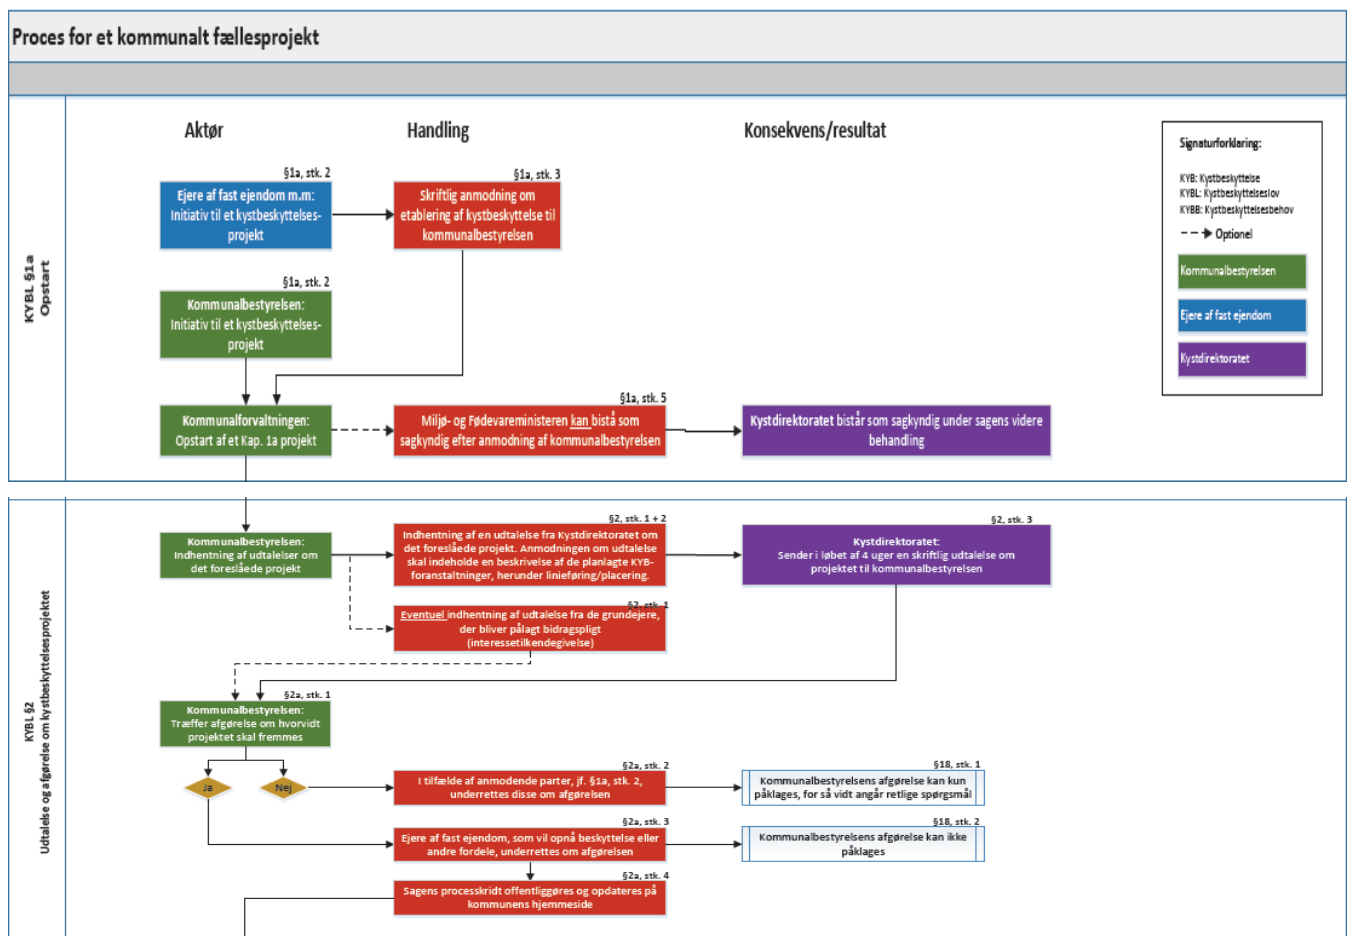 Proces for et kommunalt fællesprojekt
Aktør
Handling
Konsekvens/resultat
Signaturforklaring:
KYB: Kystbeskyttelse
KYBL: Kystbeskyttelseslov
KYBB: Kystbeskyttelsesbehov
Optionel
Kommunalbestyrelsen
Ejere af fast ejendom
Kystdirektoratet
KYBL §1a
Opstart
§1a, stk. 2
Ejere af fast ejendom m.m:
Initiativ til et kystbeskyttelses-
projekt
§1a, stk. 3
Skriftlig anmodning om
etablering af kystbeskyttelse til
kommunalbestyrelsen
§1a, stk. 2
Kommunalbestyrelsen:
Initiativ til et kystbeskyttelses-
projekt
Kommunalforvaltningen:
Opstart af et Kap. 1a projekt
§1a, stk. 5
Miljø- og Fødevareministeren kan bistå som
sagkyndig efter anmodning af kommunalbestyrelsen
Kystdirektoratet bistår som sagkyndig under sagens videre
behandling
KYBL §2
Udtalelse og afgørelse om kystbeskyttelsesprojektet
Kommunalbestyrelsen:
Indhentning af udtalelser om
det foreslåede projekt
§2, stk. 1 + 2
Indhentning af en udtalelse fra Kystdirektoratet om
det foreslåede projekt. Anmodningen om udtalelse
skal indeholde en beskrivelse af de planlagte KYB-
foranstaltninger, herunder linieføring/placering.
§2, stk. 3
Kystdirektoratet:
Sender i løbet af 4 uger en skriftlig udtalelse om
projektet til kommunalbestyrelsen
§2, stk. 1
Eventuel indhentning af udtalelse fra de grundejere,
der bliver pålagt bidragspligt
(interessetilkendegivelse)
§2a, stk. 1
Kommunalbestyrelsen:
Træffer afgørelse om hvorvidt
projektet skal fremmes
Ja
Nej
§2a, stk. 2
I tilfælde af anmodende parter, jf. §1a, stk. 2,
underrettes disse om afgørelsen
§18, stk. 1
Kommunalbestyrelsens afgørelse kan kun
påklages, for så vidt angår retlige spørgsmål
§2a, stk. 3
Ejere af fast ejendom, som vil opnå beskyttelse eller
andre fordele, underrettes om afgørelsen
§18, stk. 2
Kommunalbestyrelsens afgørelse kan ikke
påklages
§2a, stk. 4
Sagens processkridt offentliggøres og opdateres på
kommunens hjemmeside